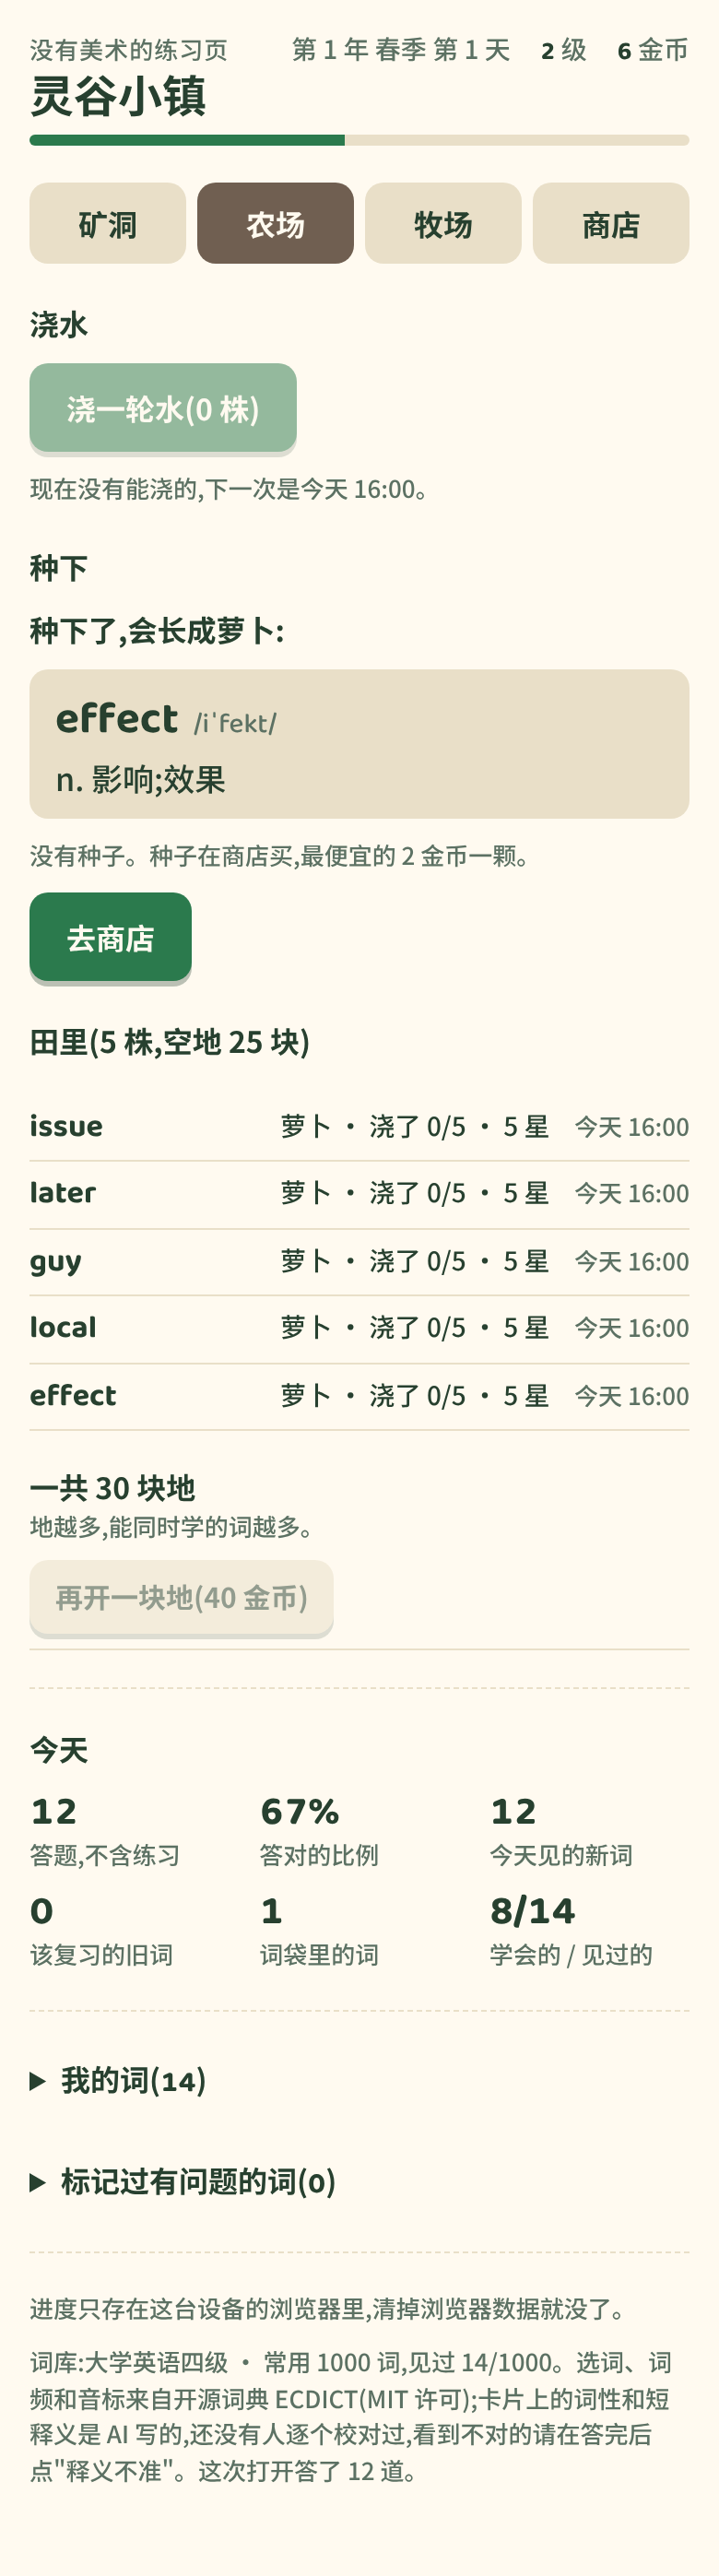 没有美术的练习页 第 1 年 春季 第 1 天 2 级 6 金币
灵谷小镇
矿洞 农场 牧场 商店
浇水
浇一轮水(0 株)
现在没有能浇的,下一次是今天 16:00。
种下
种下了,会长成萝卜:
effect /iˈfekt/
n. 影响;效果
没有种子。种子在商店买,最便宜的 2 金币一颗。
去商店
田里(5 株,空地 25 块)
issue 萝卜 · 浇了 0/5 · 5 星 今天 16:00
later 萝卜 · 浇了 0/5 · 5 星 今天 16:00
guy 萝卜 · 浇了 0/5 · 5 星 今天 16:00
local 萝卜 · 浇了 0/5 · 5 星 今天 16:00
effect 萝卜 · 浇了 0/5 · 5 星 今天 16:00
一共 30 块地
地越多,能同时学的词越多。
再开一块地(40 金币)
今天
12 67% 12
答题,不含练习 答对的比例 今天见的新词
0 1 8/14
该复习的旧词 词袋里的词 学会的 / 见过的
▶ 我的词(14)
▶ 标记过有问题的词(0)
进度只存在这台设备的浏览器里,清掉浏览器数据就没了。
词库:大学英语四级 · 常用 1000 词,见过 14/1000。选词、词
频和音标来自开源词典 ECDICT(MIT 许可);卡片上的词性和短
释义是 AI 写的,还没有人逐个校对过,看到不对的请在答完后
点"释义不准"。这次打开答了 12 道。